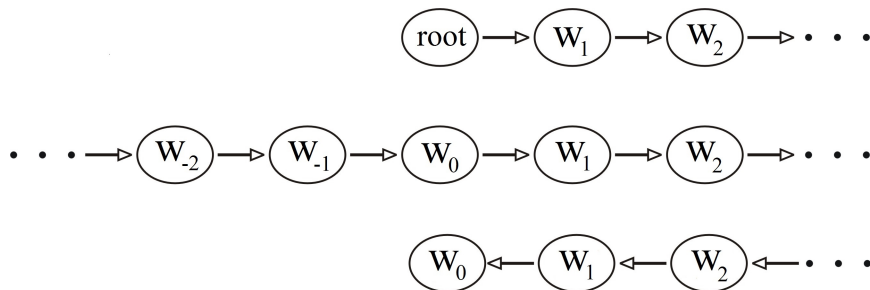 root W₁ W₂ . . .
. . . W₋₂ W₋₁ W₀ W₁ W₂ . . .
W₀ W₁ W₂ . . .